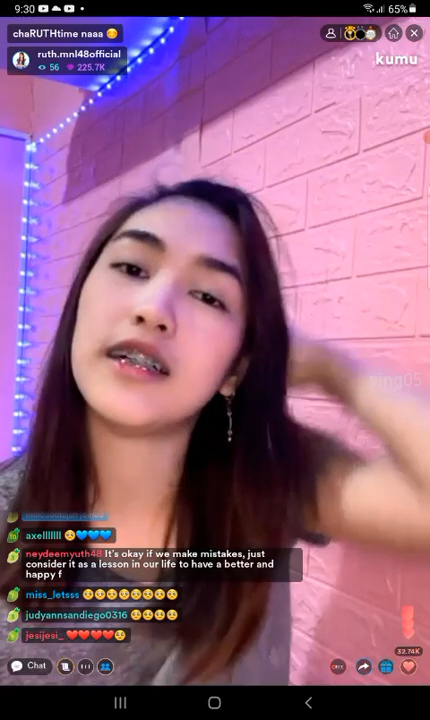 9:30
65%
chaRUTHtime naaa 😊
ruth.mnl48official
56 225.7K
kumu
axelllllll 🥺💙💙💙
neydeemyuth48 It's okay if we make mistakes, just
consider it as a lesson in our life to have a better and
happy f
miss_letsss 🥺🥺🥺🥺🥺🥺🥺🥺
judyannsandiego0316 🥺🥺🥺🥺
jesijesi_ ❤️❤️❤️❤️🥺
32.74K
Chat